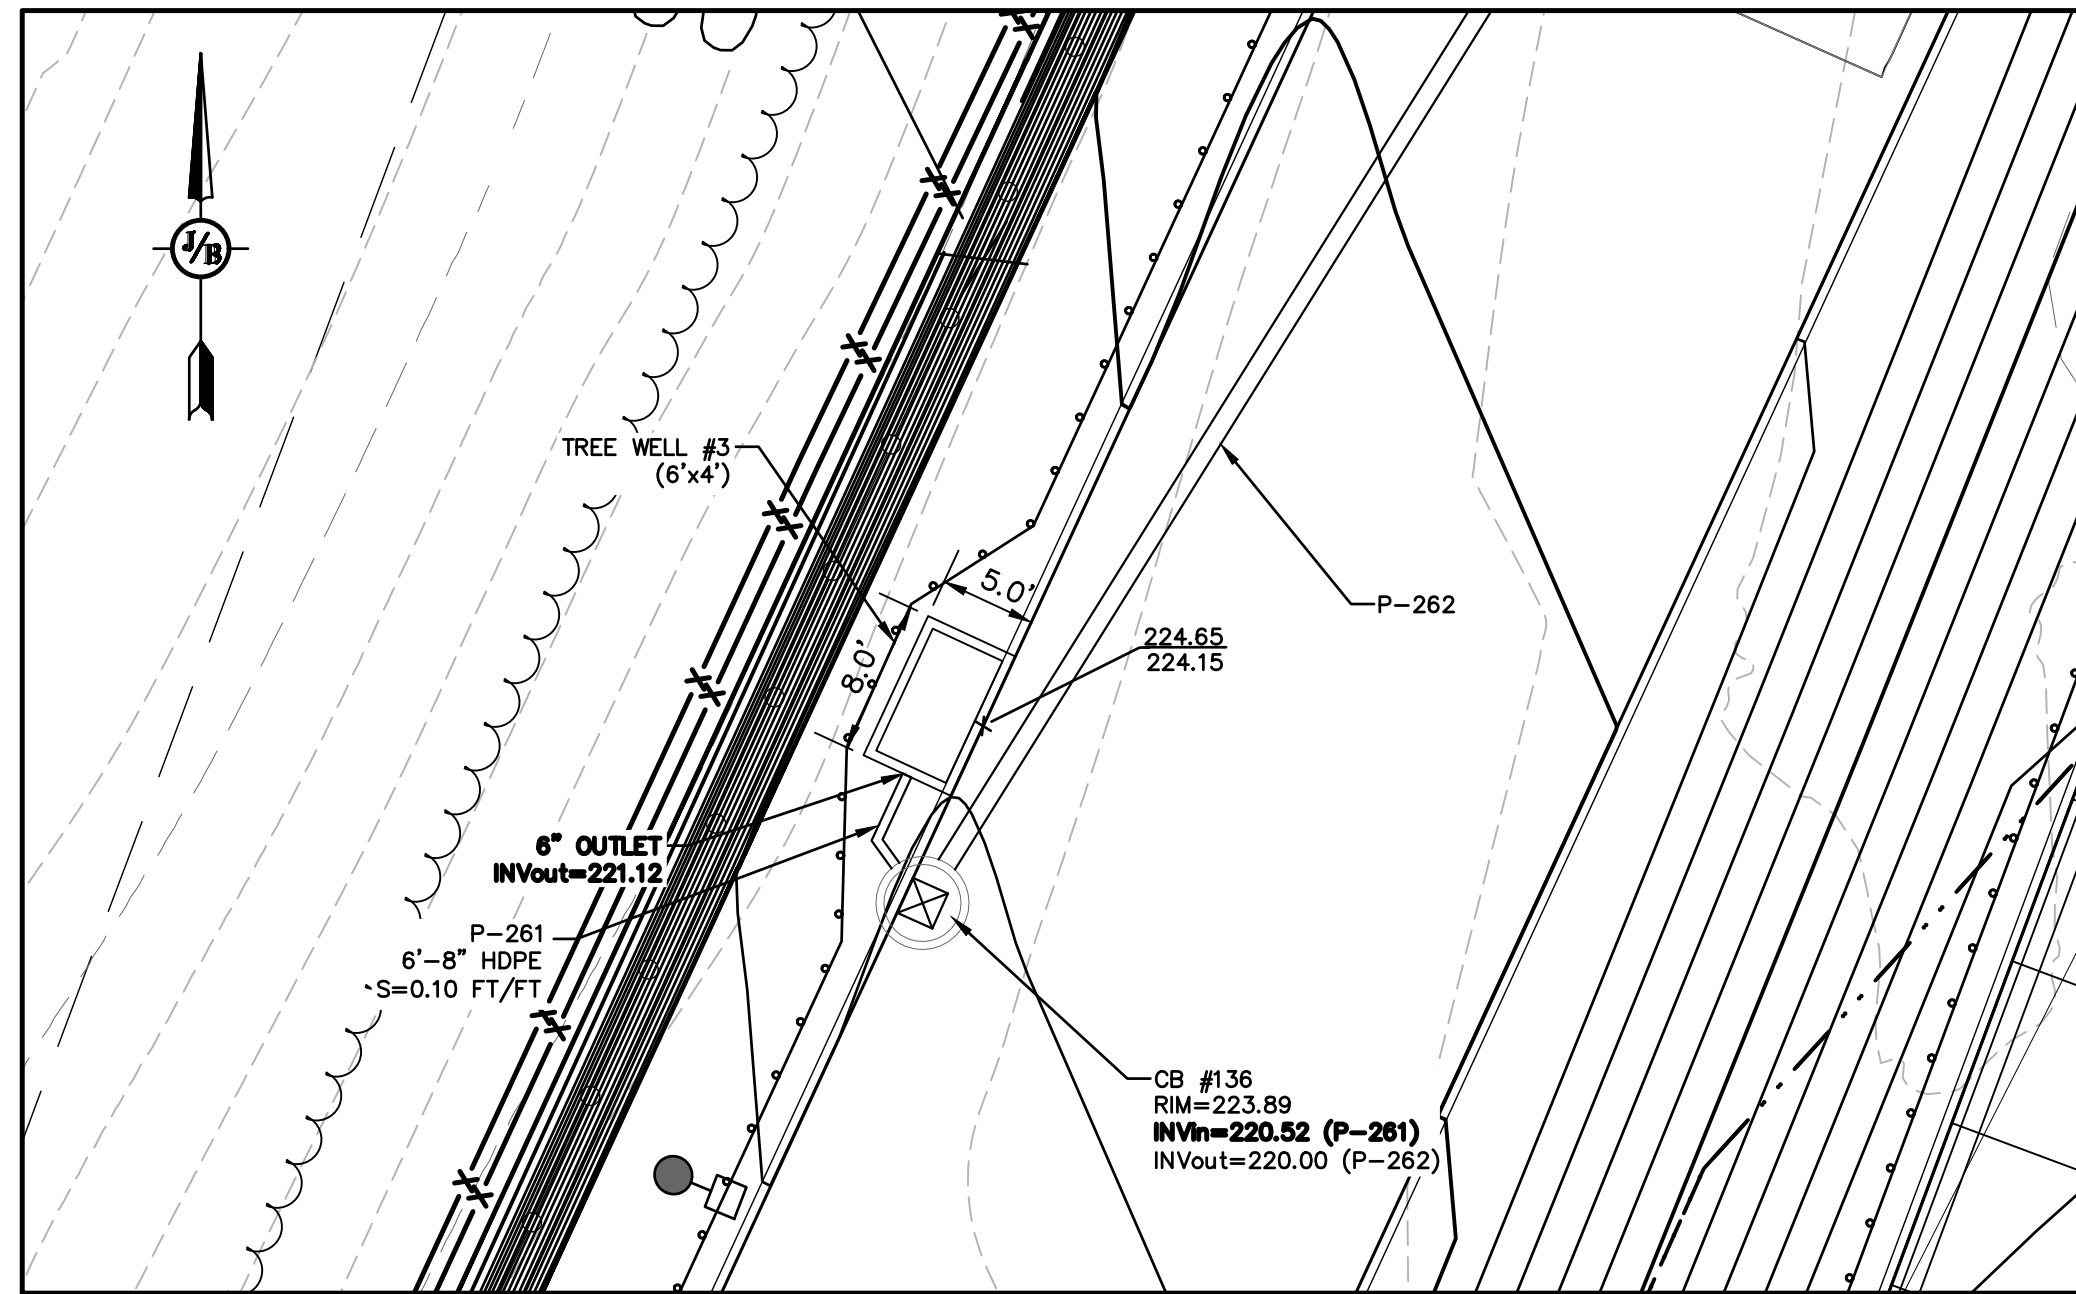 J/B
TREE WELL #3
(6'x4')
5.0'
8.0'
P-262
224.65
224.15
6" OUTLET
INVout=221.12
P-261
6'-8" HDPE
S=0.10 FT/FT
CB #136
RIM=223.89
INVin=220.52 (P-261)
INVout=220.00 (P-262)